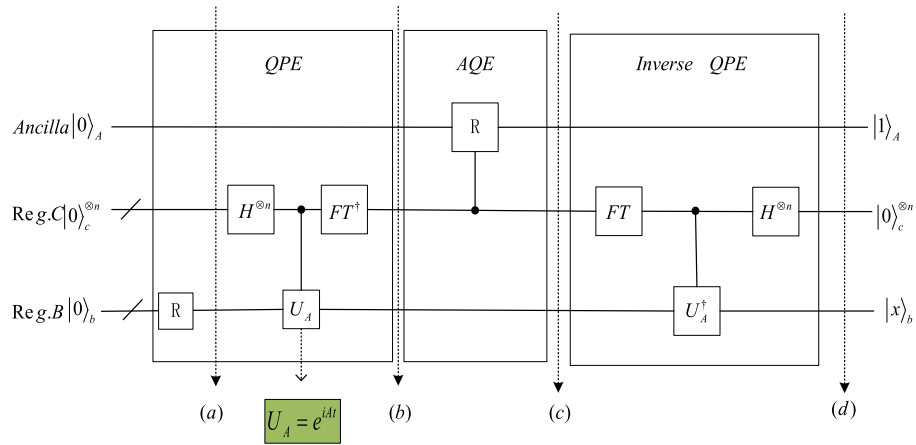 QPE AQE Inverse QPE
Ancilla |0⟩_A R |1⟩_A
Reg.C |0⟩_c^{⊗n} H^{⊗n} FT^† FT H^{⊗n} |0⟩_c^{⊗n}
Reg.B |0⟩_b R U_A U_A^† |x⟩_b
(a) (b) (c) (d)
U_A = e^{iAt}